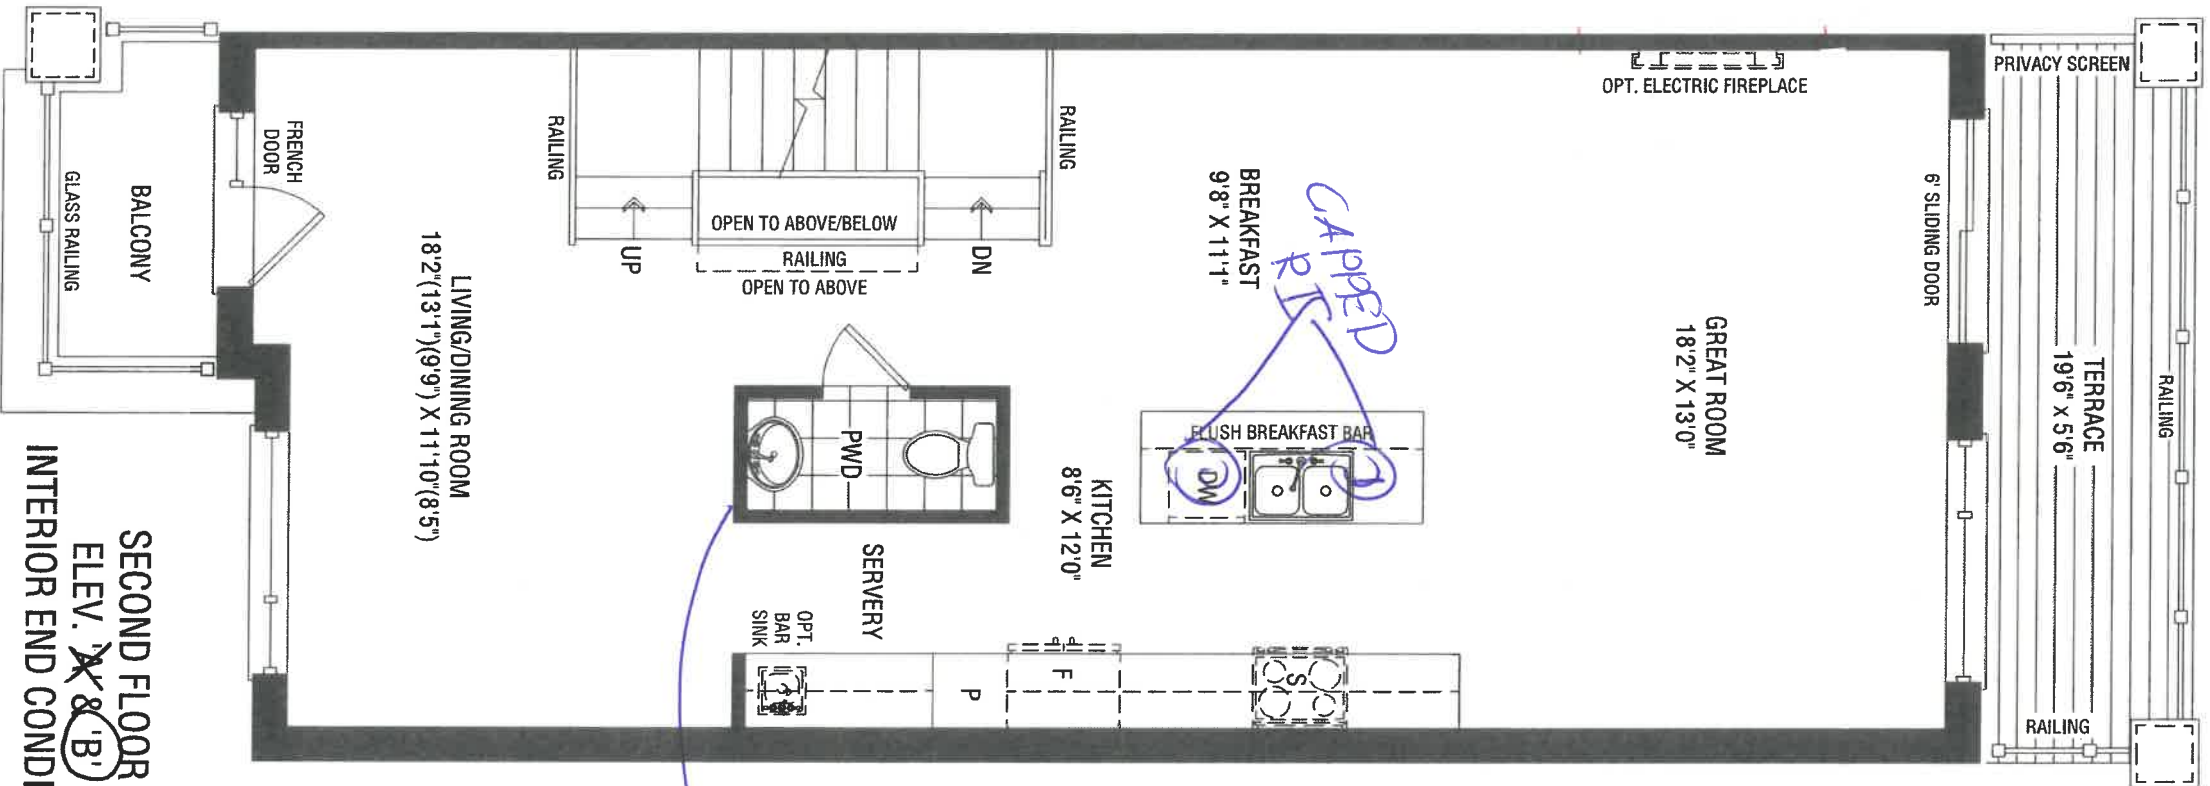 PRIVACY SCREEN
RAILING
TERRACE
19'6" x 5'6"
RAILING
OPT. ELECTRIC FIREPLACE
6' SLIDING DOOR
GREAT ROOM
18'2" X 13'0"
BREAKFAST
9'8" X 11'1"
CAPPED
R I
FLUSH BREAKFAST BAR
DW
KITCHEN
8'6" X 12'0"
S
F
P
RAILING
DN
OPEN TO ABOVE/BELOW
RAILING
OPEN TO ABOVE
UP
RAILING
PWD
SERVERY
OPT.
BAR
SINK
LIVING/DINING ROOM
18'2"(13'1")(9'9") X 11'10"(8'5")
FRENCH
DOOR
BALCONY
GLASS RAILING
SECOND FLOOR
ELEV. 'A' & 'B'
INTERIOR END CONDI